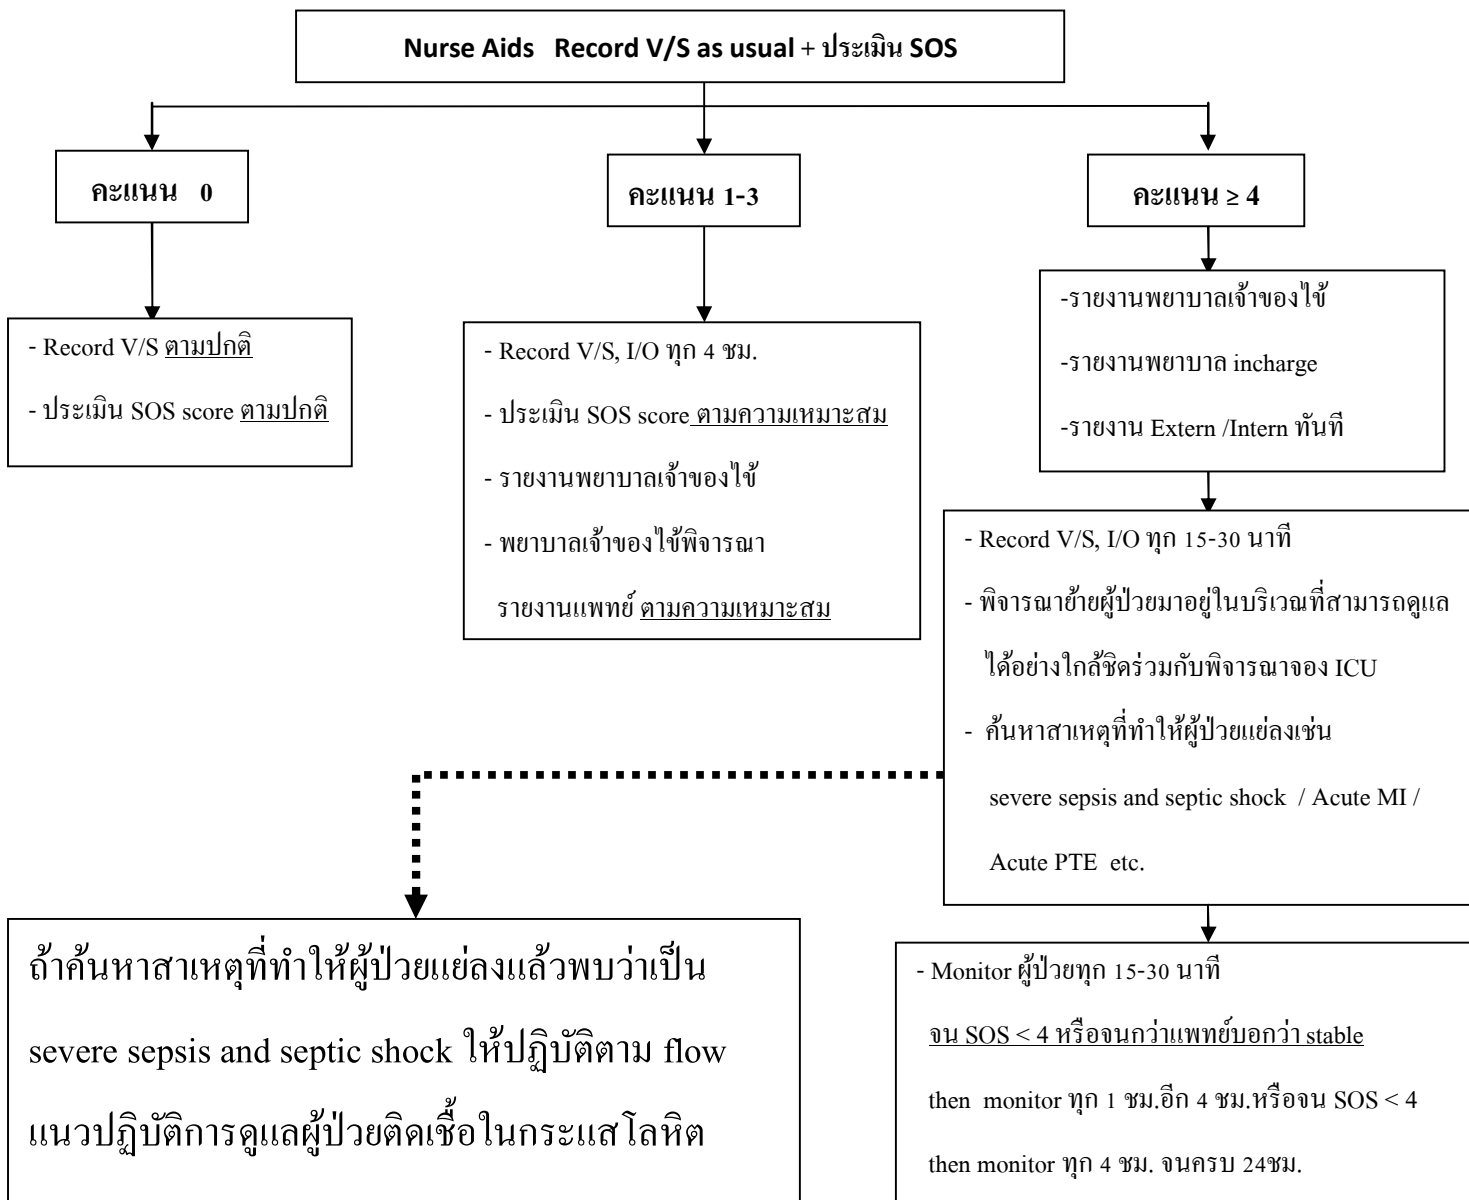 Nurse Aids Record V/S as usual + ประเมิน SOS
คะแนน 0
คะแนน 1-3
คะแนน ≥ 4
- Record V/S ตามปกติ
- ประเมิน SOS score ตามปกติ
- Record V/S, I/O ทุก 4 ชม.
- ประเมิน SOS score ตามความเหมาะสม
- รายงานพยาบาลเจ้าของไข้
- พยาบาลเจ้าของไข้พิจารณา
รายงานแพทย์ ตามความเหมาะสม
-รายงานพยาบาลเจ้าของไข้
-รายงานพยาบาล incharge
-รายงาน Extern /Intern ทันที
- Record V/S, I/O ทุก 15-30 นาที
- พิจารณาย้ายผู้ป่วยมาอยู่ในบริเวณที่สามารถดูแล
ได้อย่างใกล้ชิดร่วมกับพิจารณาจอง ICU
- ค้นหาสาเหตุที่ทำให้ผู้ป่วยแย่ลงเช่น
severe sepsis and septic shock / Acute MI /
Acute PTE etc.
ถ้าค้นหาสาเหตุที่ทำให้ผู้ป่วยแย่ลงแล้วพบว่าเป็น
severe sepsis and septic shock ให้ปฏิบัติตาม flow
แนวปฏิบัติการดูแลผู้ป่วยติดเชื้อในกระแสโลหิต
- Monitor ผู้ป่วยทุก 15-30 นาที
จน SOS < 4 หรือจนกว่าแพทย์บอกว่า stable
then monitor ทุก 1 ชม.อีก 4 ชม.หรือจน SOS < 4
then monitor ทุก 4 ชม. จนครบ 24ชม.